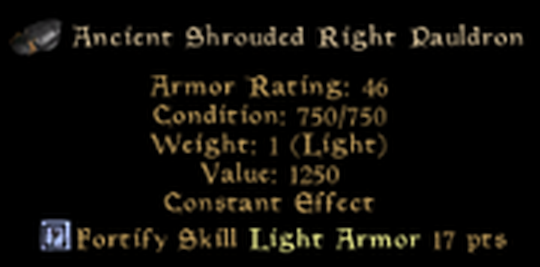 Ancient Shrouded Right Pauldron
Armor Rating: 46
Condition: 750/750
Weight: 1 (Light)
Value: 1250
Constant Effect
Fortify Skill Light Armor 17 pts